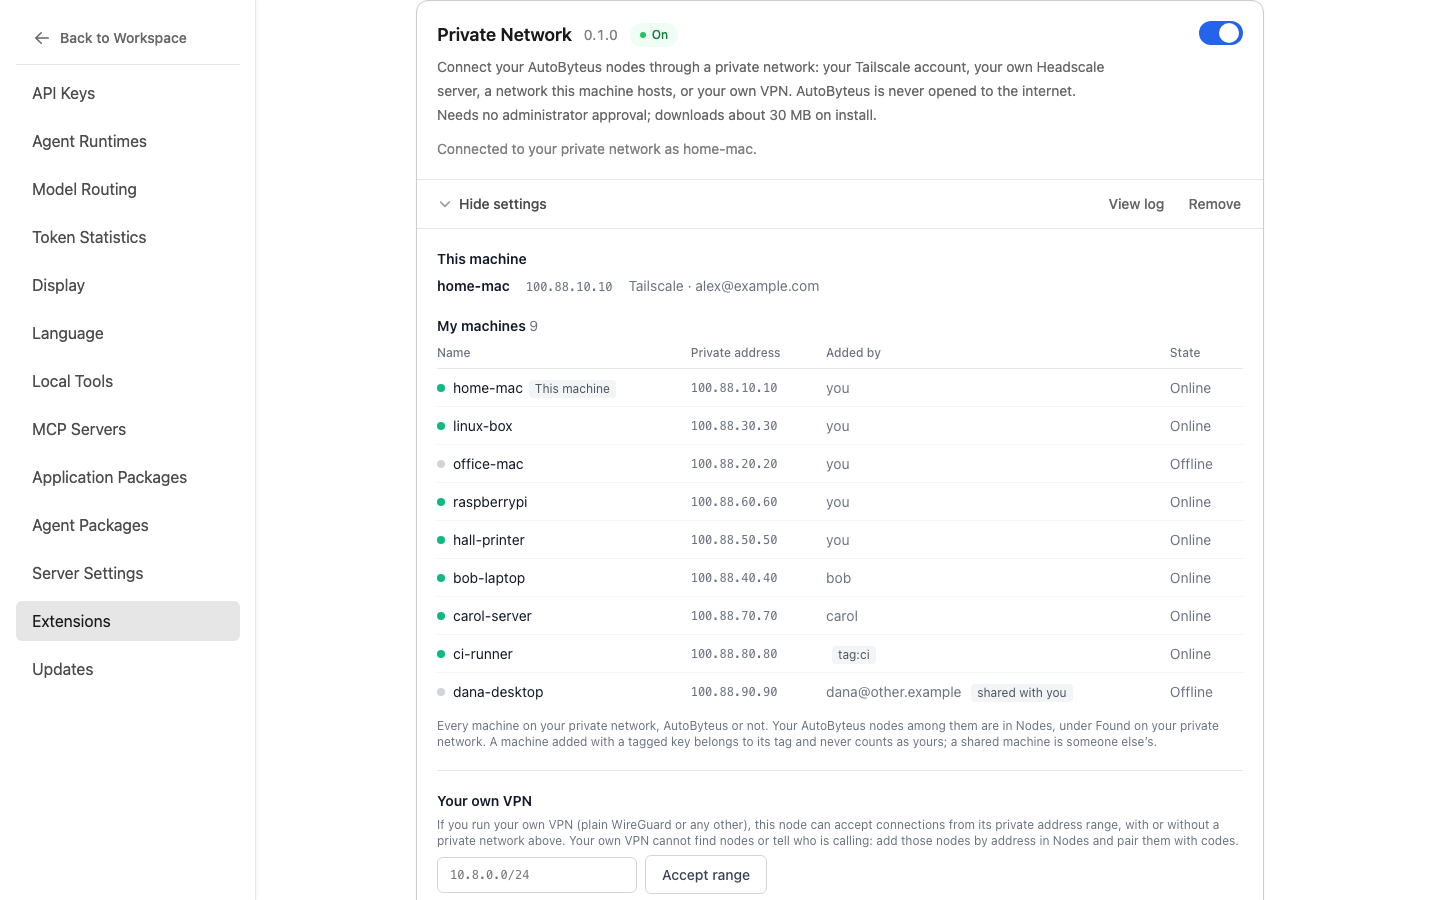 Back to Workspace
API Keys
Agent Runtimes
Model Routing
Token Statistics
Display
Language
Local Tools
MCP Servers
Application Packages
Agent Packages
Server Settings
Extensions
Updates
Private Network 0.1.0 On
Connect your AutoByteus nodes through a private network: your Tailscale account, your own Headscale
server, a network this machine hosts, or your own VPN. AutoByteus is never opened to the internet.
Needs no administrator approval; downloads about 30 MB on install.
Connected to your private network as home-mac.
Hide settings View log Remove
This machine
home-mac 100.88.10.10 Tailscale · alex@example.com
My machines 9
Name Private address Added by State
home-mac This machine 100.88.10.10 you Online
linux-box 100.88.30.30 you Online
office-mac 100.88.20.20 you Offline
raspberrypi 100.88.60.60 you Online
hall-printer 100.88.50.50 you Online
bob-laptop 100.88.40.40 bob Online
carol-server 100.88.70.70 carol Online
ci-runner 100.88.80.80 tag:ci Online
dana-desktop 100.88.90.90 dana@other.example shared with you Offline
Every machine on your private network, AutoByteus or not. Your AutoByteus nodes among them are in Nodes, under Found on your private
network. A machine added with a tagged key belongs to its tag and never counts as yours; a shared machine is someone else's.
Your own VPN
If you run your own VPN (plain WireGuard or any other), this node can accept connections from its private address range, with or without a
private network above. Your own VPN cannot find nodes or tell who is calling: add those nodes by address in Nodes and pair them with codes.
10.8.0.0/24 Accept range